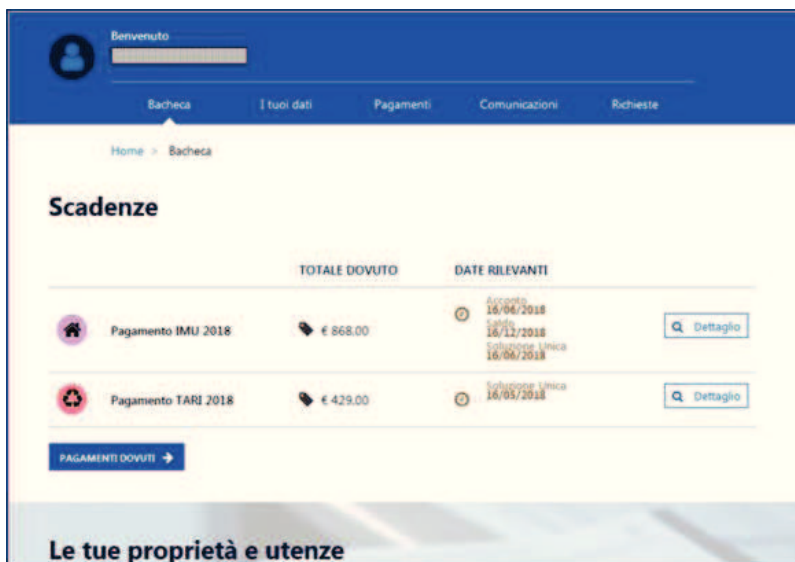 Benvenuto
Bacheca I tuoi dati Pagamenti Comunicazioni Richieste
Home > Bacheca
Scadenze
TOTALE DOVUTO DATE RILEVANTI
Acconto
16/06/2018
Saldo
Pagamento IMU 2018 € 868.00 16/12/2018 Dettaglio
Soluzione Unica
16/06/2018
Soluzione Unica
Pagamento TARI 2018 € 429.00 16/05/2018 Dettaglio
PAGAMENTI DOVUTI →
Le tue proprietà e utenze